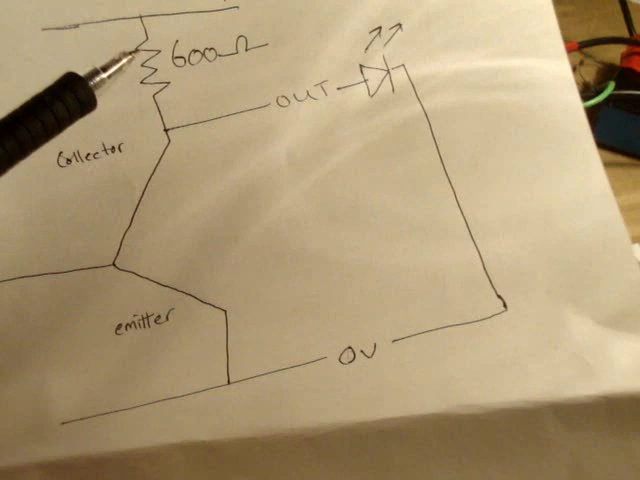 600Ω
OUT
Collector
emitter
0V